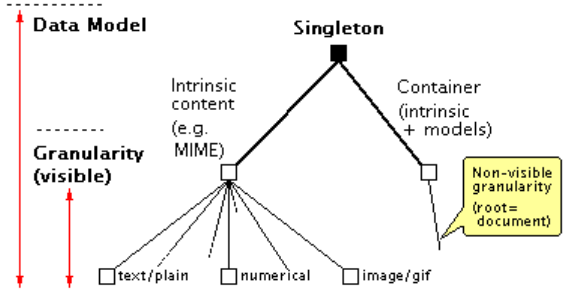 Data Model
Singleton
Intrinsic
content
(e.g.
MIME)
Container
(intrinsic
+ models)
Granularity
(visible)
Non-visible
granularity
(root=
document)
text/plain
numerical
image/gif